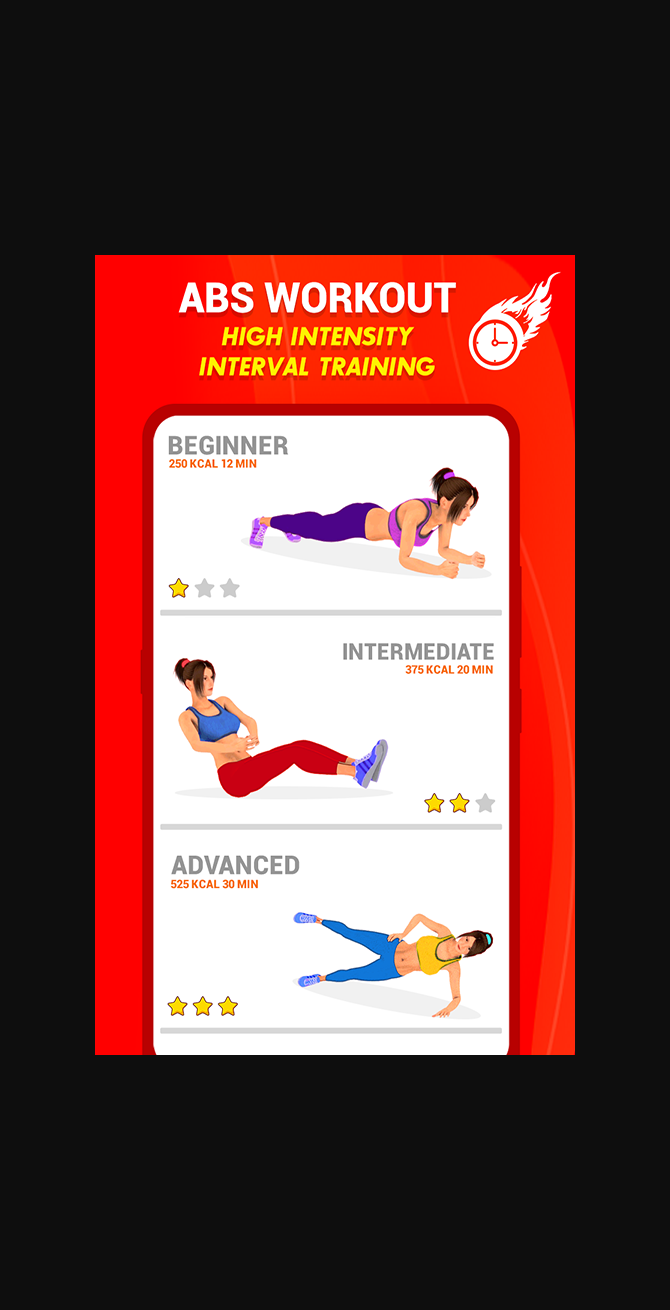 ABS WORKOUT
HIGH INTENSITY
INTERVAL TRAINING
BEGINNER
250 KCAL 12 MIN
INTERMEDIATE
375 KCAL 20 MIN
ADVANCED
525 KCAL 30 MIN